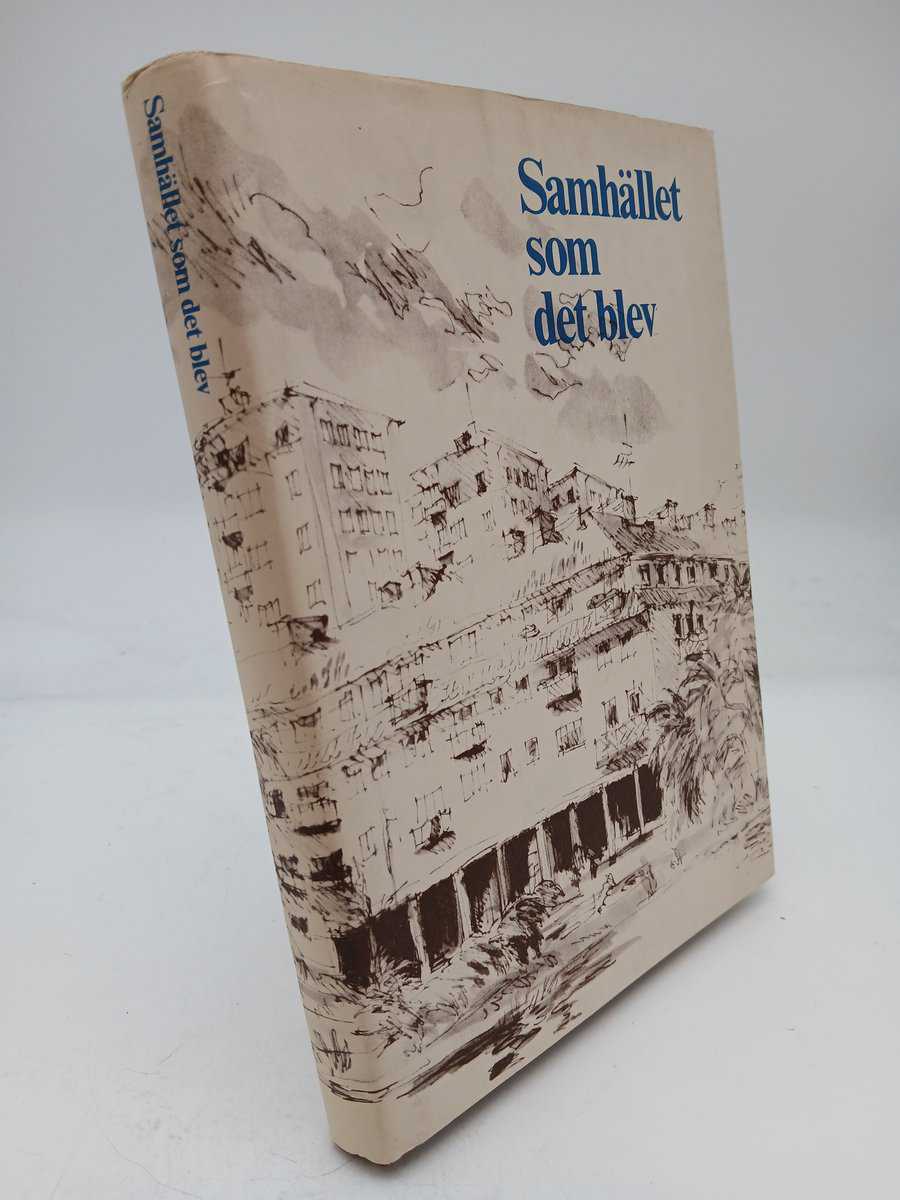 Samhället som det blev
Samhället
som
det blev